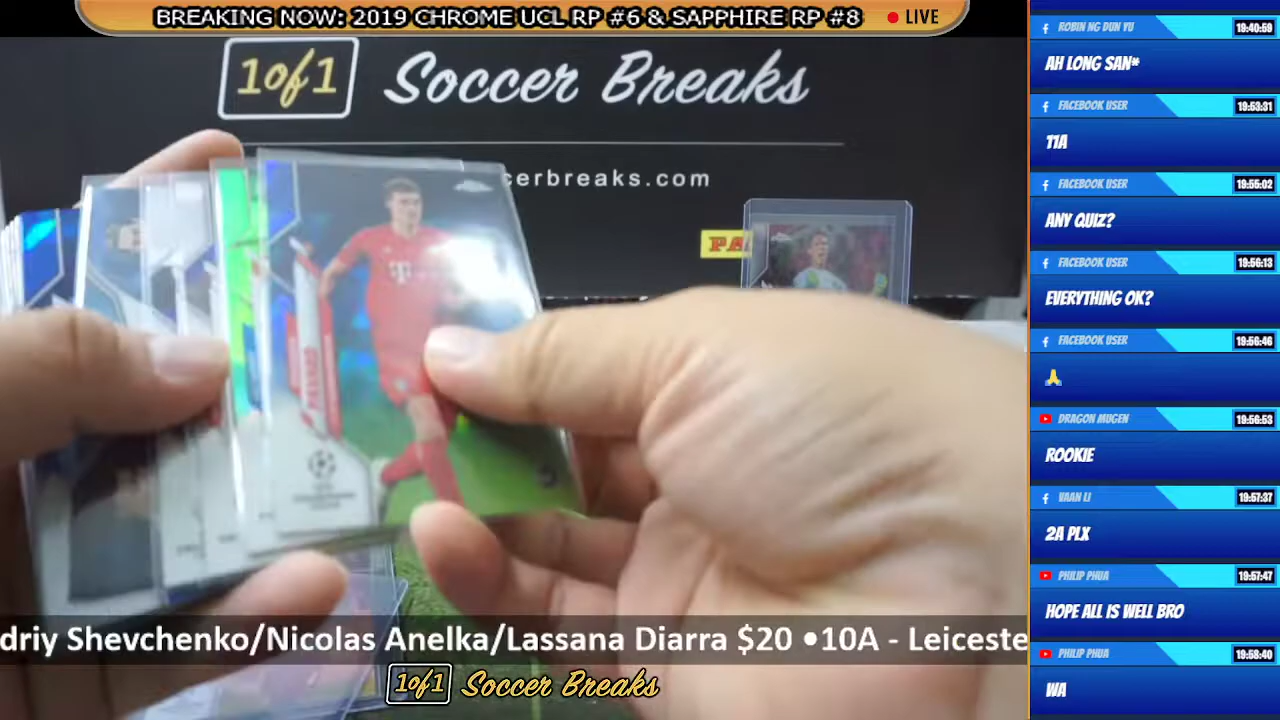 BREAKING NOW: 2019 CHROME UCL RP #6 & SAPPHIRE RP #8
LIVE
1of1 Soccer Breaks
cerbreaks.com
PA
PAVARD
driy Shevchenko/Nicolas Anelka/Lassana Diarra $20 •10A - Leiceste
1of1 Soccer Breaks
ROBIN NG DUN YU 19:40:59
AH LONG SAN*
FACEBOOK USER 19:53:31
11A
FACEBOOK USER 19:55:02
ANY QUIZ?
FACEBOOK USER 19:56:13
EVERYTHING OK?
FACEBOOK USER 19:56:46
🙏
DRAGON MUGEN 19:56:53
ROOKIE
VAAN LI 19:57:37
2A PLX
PHILIP PHUA 19:57:47
HOPE ALL IS WELL BRO
PHILIP PHUA 19:58:40
WA